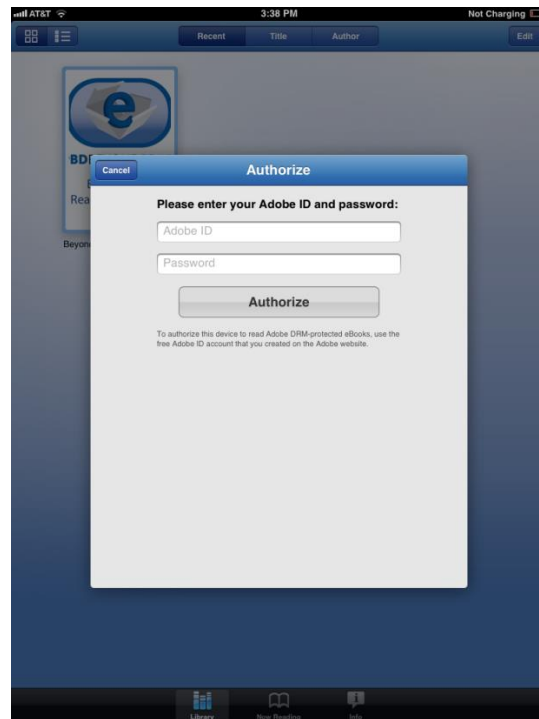 AT&T 3:38 PM Not Charging
Recent Title Author Edit
e
BD
Rea
Beyon
Cancel Authorize
Please enter your Adobe ID and password:
Adobe ID
Password
Authorize
To authorize this device to read Adobe DRM-protected eBooks, use the
free Adobe ID account that you created on the Adobe website.
Library Now Reading Info